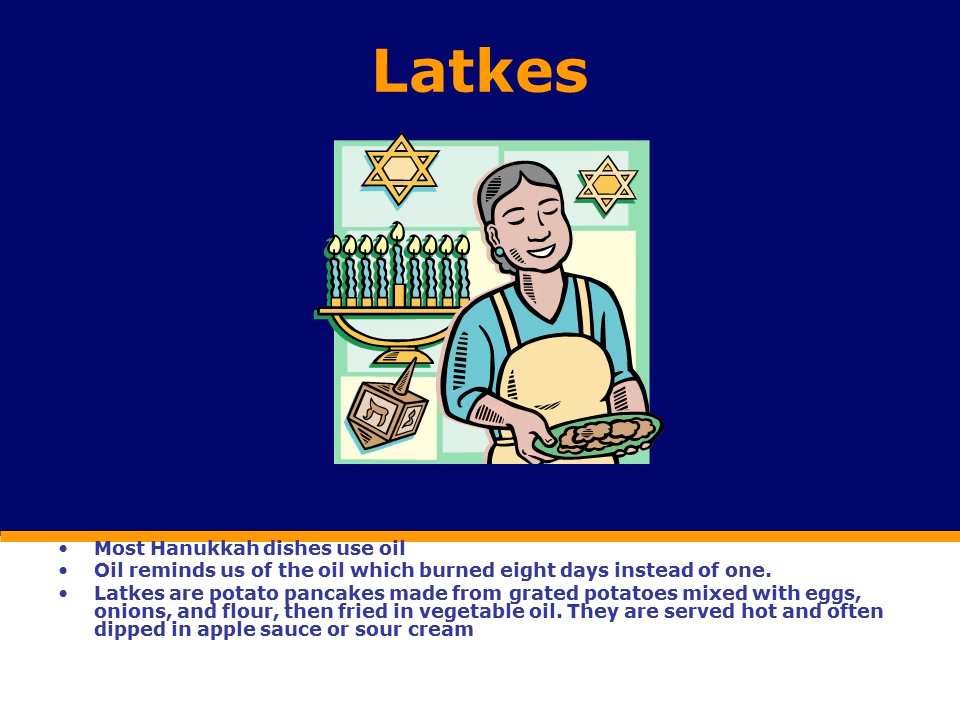 Latkes
• Most Hanukkah dishes use oil
• Oil reminds us of the oil which burned eight days instead of one.
• Latkes are potato pancakes made from grated potatoes mixed with eggs,
onions, and flour, then fried in vegetable oil. They are served hot and often
dipped in apple sauce or sour cream